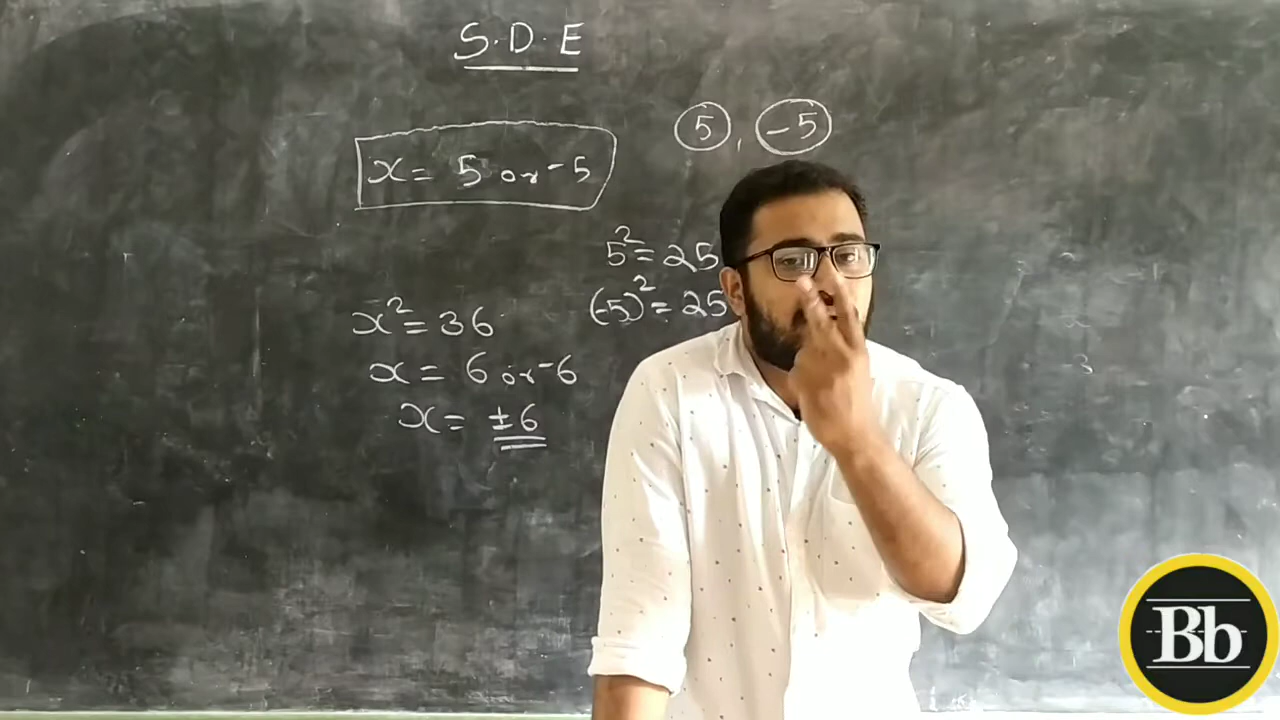 S.D.E
5, -5
x = 5 or -5
5² = 25
(-5)² = 25
x² = 36
x = 6 or -6
x = ±6
Bb